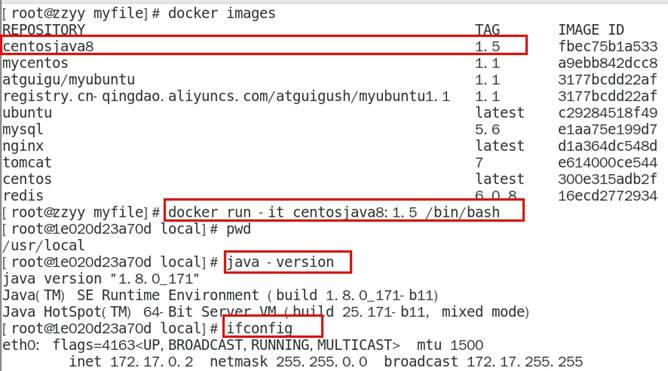 [root@zzyy myfile]# docker images
REPOSITORY TAG IMAGE ID
centosjava8 1.5 fbec75b1a533
mycentos 1.1 a9ebb842dcc8
atguigu/myubuntu 1.1 3177bcdd22af
registry.cn-qingdao.aliyuncs.com/atguigush/myubuntu1.1 1.1 3177bcdd22af
ubuntu latest c29284518f49
mysql 5.6 e1aa75e199d7
nginx latest d1a364dc548d
tomcat 7 e614000ce544
centos latest 300e315adb2f
redis 6.0.8 16ecd2772934
[root@zzyy myfile]# docker run -it centosjava8:1.5 /bin/bash
[root@1e020d23a70d local]# pwd
/usr/local
[root@1e020d23a70d local]# java -version
java version "1.8.0_171"
Java(TM) SE Runtime Environment (build 1.8.0_171-b11)
Java HotSpot(TM) 64-Bit Server VM (build 25.171-b11, mixed mode)
[root@1e020d23a70d local]# ifconfig
eth0: flags=4163<UP,BROADCAST,RUNNING,MULTICAST> mtu 1500
inet 172.17.0.2 netmask 255.255.0.0 broadcast 172.17.255.255